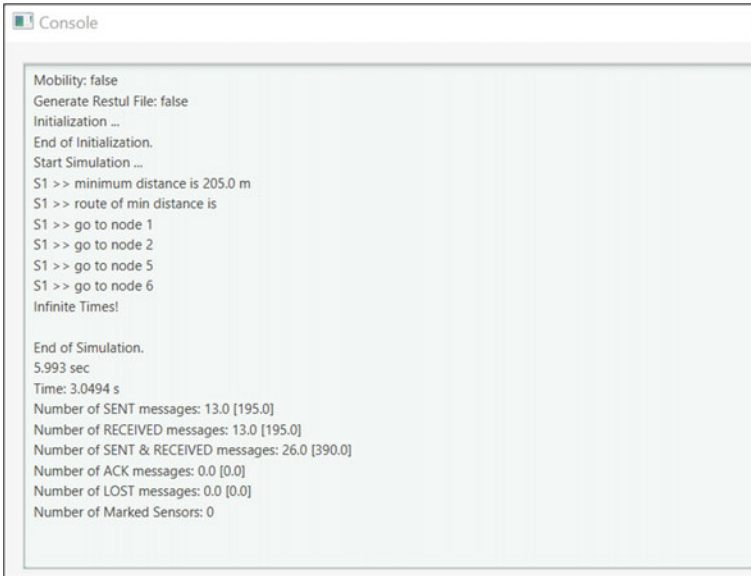 Console
Mobility: false
Generate Restul File: false
Initialization ...
End of Initialization.
Start Simulation ...
S1 >> minimum distance is 205.0 m
S1 >> route of min distance is
S1 >> go to node 1
S1 >> go to node 2
S1 >> go to node 5
S1 >> go to node 6
Infinite Times!
End of Simulation.
5.993 sec
Time: 3.0494 s
Number of SENT messages: 13.0 [195.0]
Number of RECEIVED messages: 13.0 [195.0]
Number of SENT & RECEIVED messages: 26.0 [390.0]
Number of ACK messages: 0.0 [0.0]
Number of LOST messages: 0.0 [0.0]
Number of Marked Sensors: 0